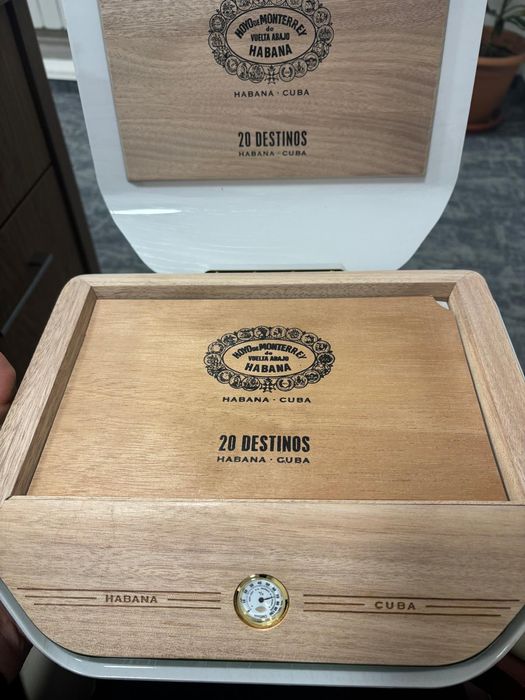 HOYO DE MONTERREY
de
VUELTA ABAJO
HABANA
HABANA · CUBA
20 DESTINOS
HABANA · CUBA
HOYO DE MONTERREY
de
VUELTA ABAJO
HABANA
HABANA · CUBA
20 DESTINOS
HABANA · CUBA
HABANA
CUBA